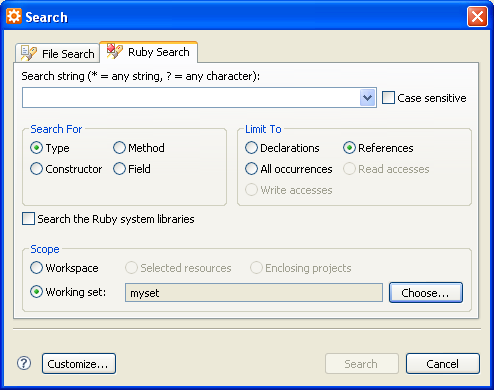 Search
File Search Ruby Search
Search string (* = any string, ? = any character):
Case sensitive
Search For Limit To
Type Method Declarations References
Constructor Field All occurrences Read accesses
Write accesses
Search the Ruby system libraries
Scope
Workspace Selected resources Enclosing projects
Working set: myset Choose...
? Customize... Search Cancel